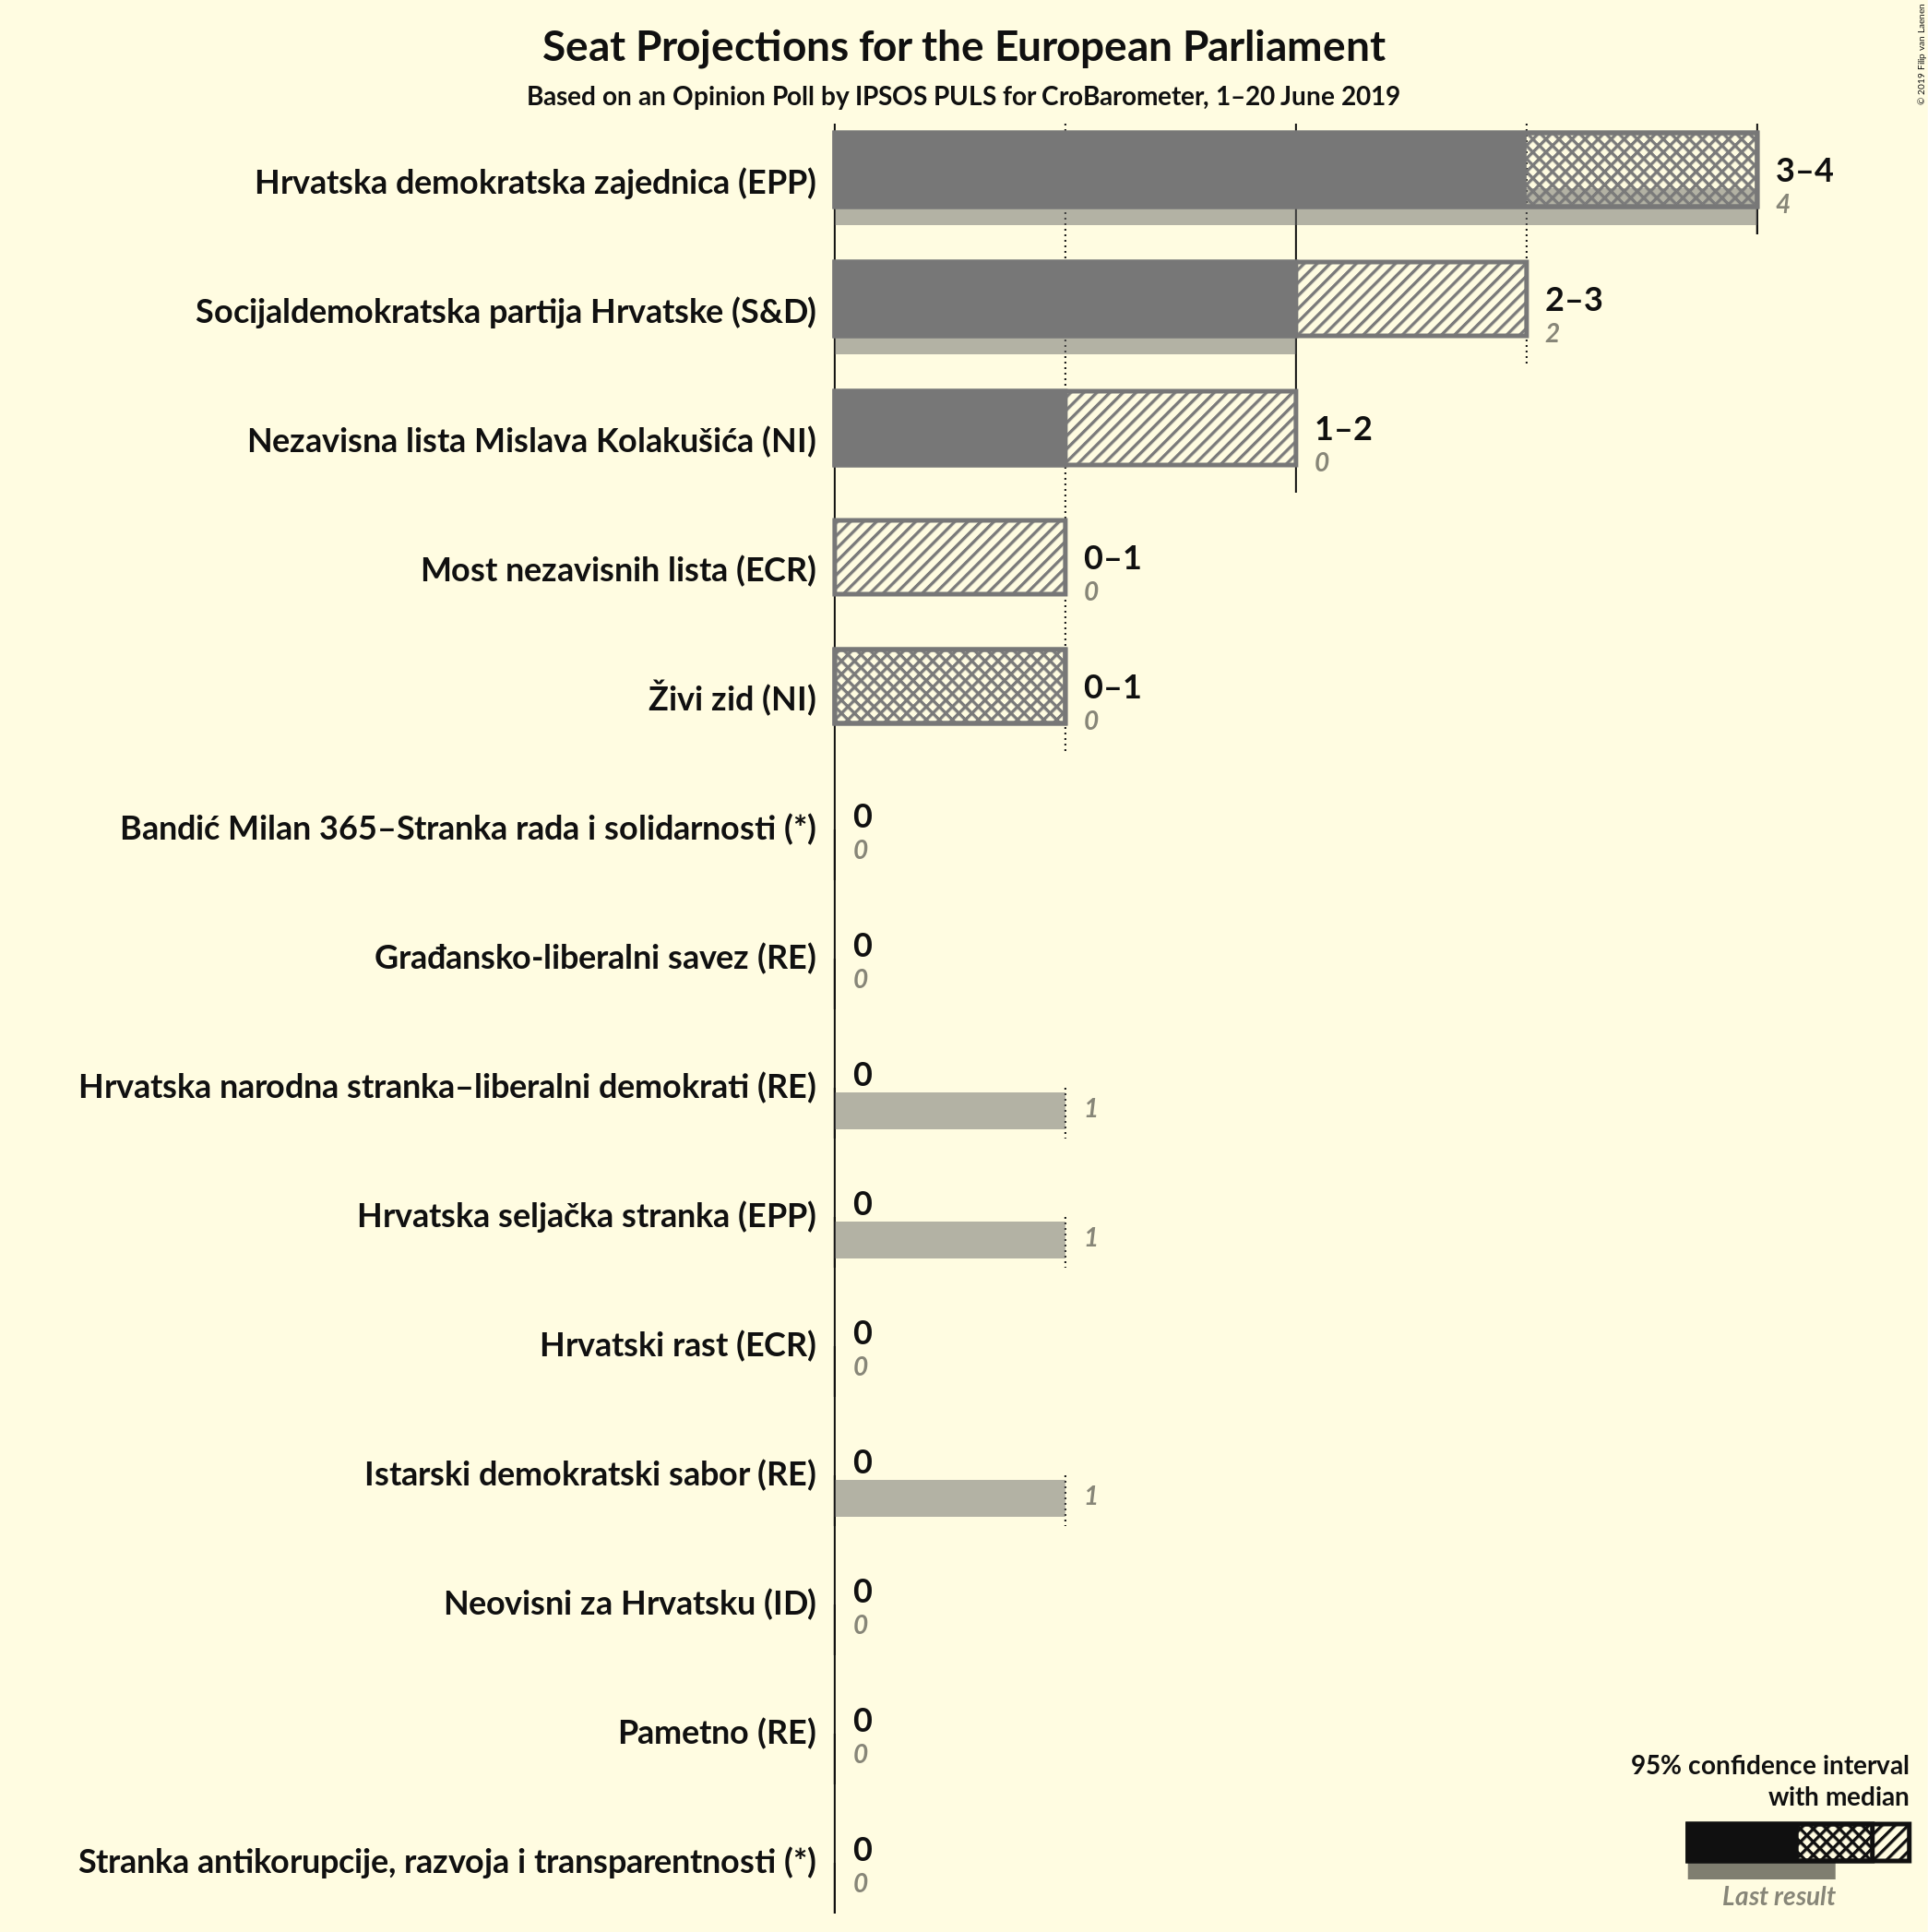 Seat Projections for the European Parliament
Based on an Opinion Poll by IPSOS PULS for CroBarometer, 1–20 June 2019
© 2019 Filip van Laenen
Hrvatska demokratska zajednica (EPP)
3–4
4
Socijaldemokratska partija Hrvatske (S&D)
2–3
2
Nezavisna lista Mislava Kolakušića (NI)
1–2
0
Most nezavisnih lista (ECR)
0–1
0
Živi zid (NI)
0–1
0
Bandić Milan 365–Stranka rada i solidarnosti (*)
0
0
Građansko-liberalni savez (RE)
0
0
Hrvatska narodna stranka–liberalni demokrati (RE)
0
1
Hrvatska seljačka stranka (EPP)
0
1
Hrvatski rast (ECR)
0
0
Istarski demokratski sabor (RE)
0
1
Neovisni za Hrvatsku (ID)
0
0
Pametno (RE)
0
0
Stranka antikorupcije, razvoja i transparentnosti (*)
0
0
95% confidence interval
with median
Last result